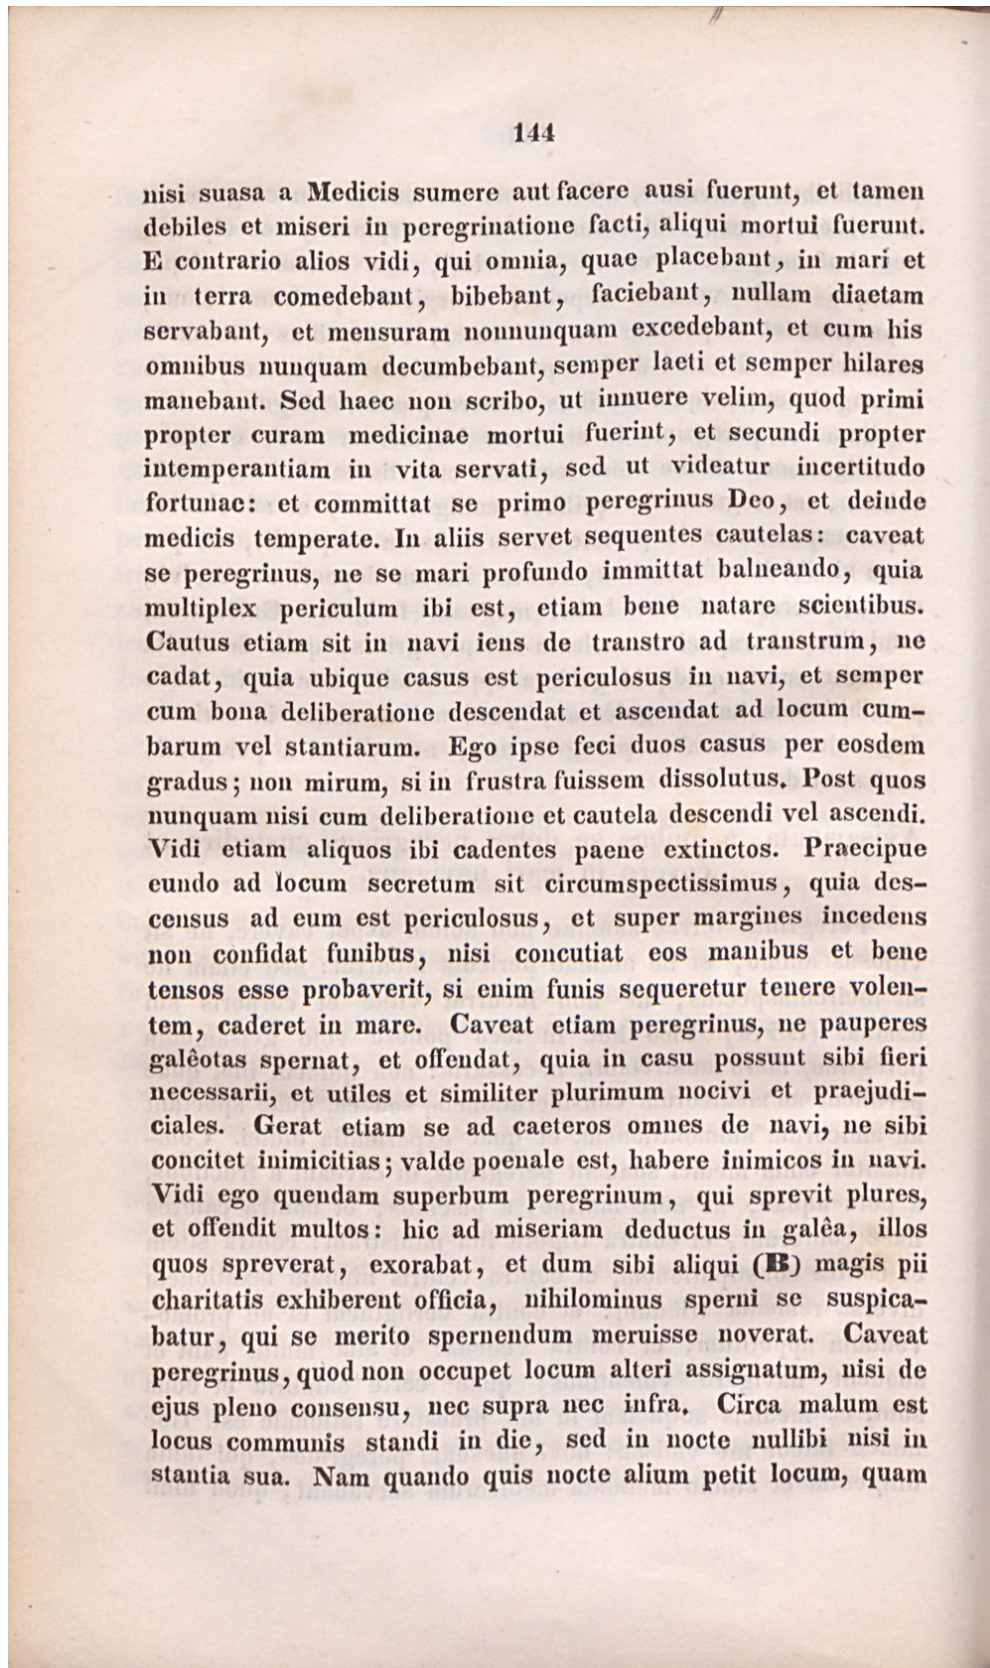 144
nisi suasa a Medicis sumere aut facere ausi fuerunt, et tamen
debiles et miseri in peregrinatione facti, aliqui mortui fuerunt.
E contrario alios vidi, qui omnia, quae placebant, in mari et
in terra comedebant, bibebant, faciebant, nullam diaetam
servabant, et mensuram nonnunquam excedebant, et cum his
omnibus nunquam decumbebant, semper laeti et semper hilares
manebant. Sed haec non scribo, ut innuere velim, quod primi
propter curam medicinae mortui fuerint, et secundi propter
intemperantiam in vita servati, sed ut videatur incertitudo
fortunae: et committat se primo peregrinus Deo, et deinde
medicis temperate. In aliis servet sequentes cautelas: caveat
se peregrinus, ne se mari profundo immittat balneando, quia
multiplex periculum ibi est, etiam bene natare scientibus.
Cautus etiam sit in navi iens de transtro ad transtrum, ne
cadat, quia ubique casus est periculosus in navi, et semper
cum bona deliberatione descendat et ascendat ad locum cum-
barum vel stantiarum. Ego ipse feci duos casus per eosdem
gradus; non mirum, si in frustra fuissem dissolutus. Post quos
nunquam nisi cum deliberatione et cautela descendi vel ascendi.
Vidi etiam aliquos ibi cadentes paene extinctos. Praecipue
eundo ad locum secretum sit circumspectissimus, quia des-
census ad eum est periculosus, et super margines incedens
non confidat funibus, nisi concutiat eos manibus et bene
tensos esse probaverit, si enim funis sequeretur tenere volen-
tem, caderet in mare. Caveat etiam peregrinus, ne pauperes
galêotas spernat, et offendat, quia in casu possunt sibi fieri
necessarii, et utiles et similiter plurimum nocivi et praejudi-
ciales. Gerat etiam se ad caeteros omnes de navi, ne sibi
concitet inimicitias; valde poenale est, habere inimicos in navi.
Vidi ego quendam superbum peregrinum, qui sprevit plures,
et offendit multos: hic ad miseriam deductus in galêa, illos
quos spreverat, exorabat, et dum sibi aliqui (B) magis pii
charitatis exhiberent officia, nihilominus sperni se suspica-
batur, qui se merito spernendum meruisse noverat. Caveat
peregrinus, quod non occupet locum alteri assignatum, nisi de
ejus pleno consensu, nec supra nec infra. Circa malum est
locus communis standi in die, sed in nocte nullibi nisi in
stantia sua. Nam quando quis nocte alium petit locum, quam